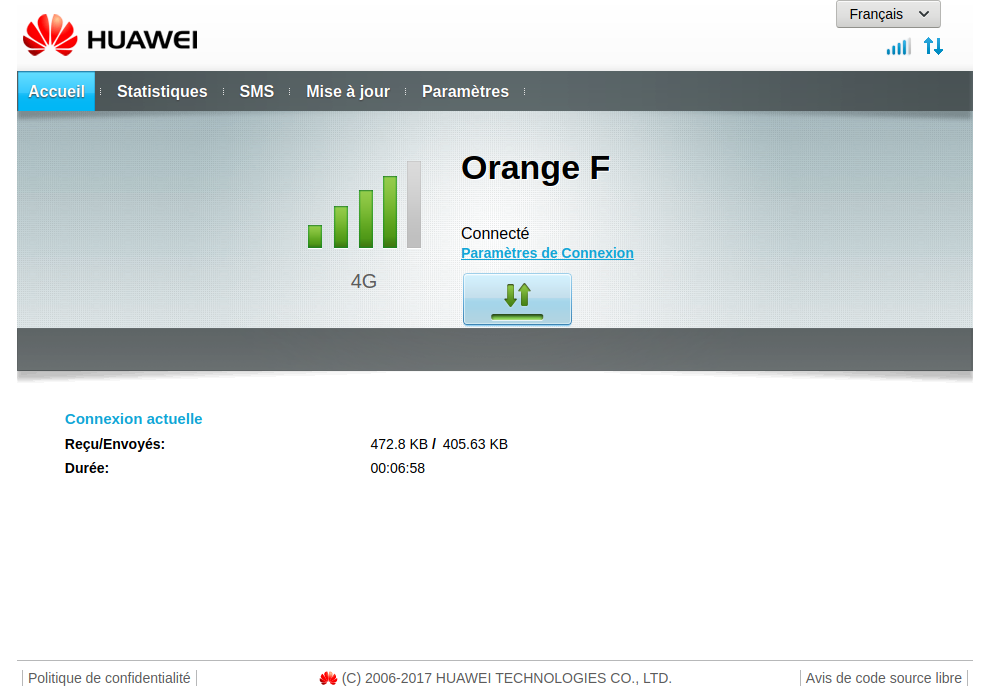 Français
HUAWEI
Accueil Statistiques SMS Mise à jour Paramètres
Orange F
Connecté
Paramètres de Connexion
4G
Connexion actuelle
Reçu/Envoyés: 472.8 KB / 405.63 KB
Durée: 00:06:58
Politique de confidentialité (C) 2006-2017 HUAWEI TECHNOLOGIES CO., LTD. Avis de code source libre